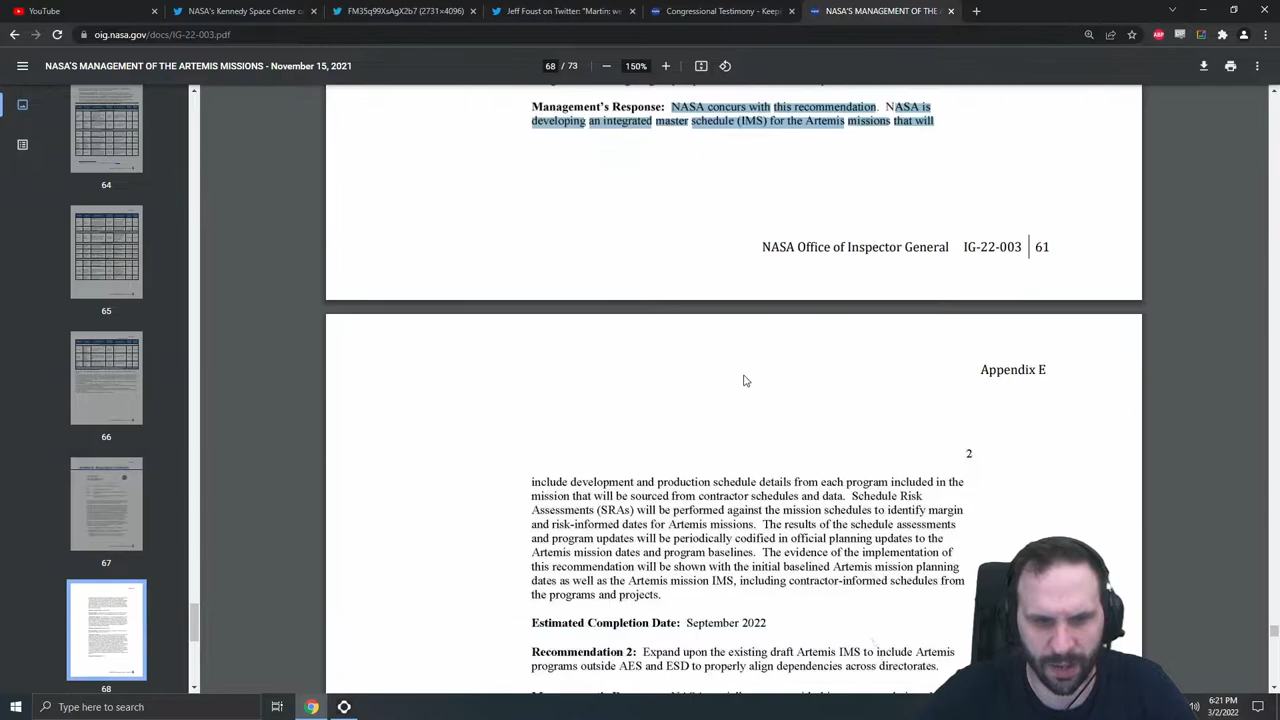 YouTube
NASA's Kennedy Space Center c
FM35q99XsAgX2b7 (2731×4096)
Jeff Foust on Twitter: "Martin: we
Congressional Testimony - Keepi
NASA'S MANAGEMENT OF THE A
oig.nasa.gov/docs/IG-22-003.pdf
NASA'S MANAGEMENT OF THE ARTEMIS MISSIONS - November 15, 2021
68 / 73
150%
64
65
66
67
68
Management's Response: NASA concurs with this recommendation. NASA is
developing an integrated master schedule (IMS) for the Artemis missions that will
NASA Office of Inspector General IG-22-003 61
Appendix E
2
include development and production schedule details from each program included in the
mission that will be sourced from contractor schedules and data. Schedule Risk
Assessments (SRAs) will be performed against the mission schedules to identify margin
and risk-informed dates for Artemis missions. The results of the schedule assessments
and program updates will be periodically codified in official planning updates to the
Artemis mission dates and program baselines. The evidence of the implementation of
this recommendation will be shown with the initial baselined Artemis mission planning
dates as well as the Artemis mission IMS, including contractor-informed schedules from
the programs and projects.
Estimated Completion Date: September 2022
Recommendation 2: Expand upon the existing draft Artemis IMS to include Artemis
programs outside AES and ESD to properly align dependencies across directorates.
Type here to search
6:21 PM
3/2/2022